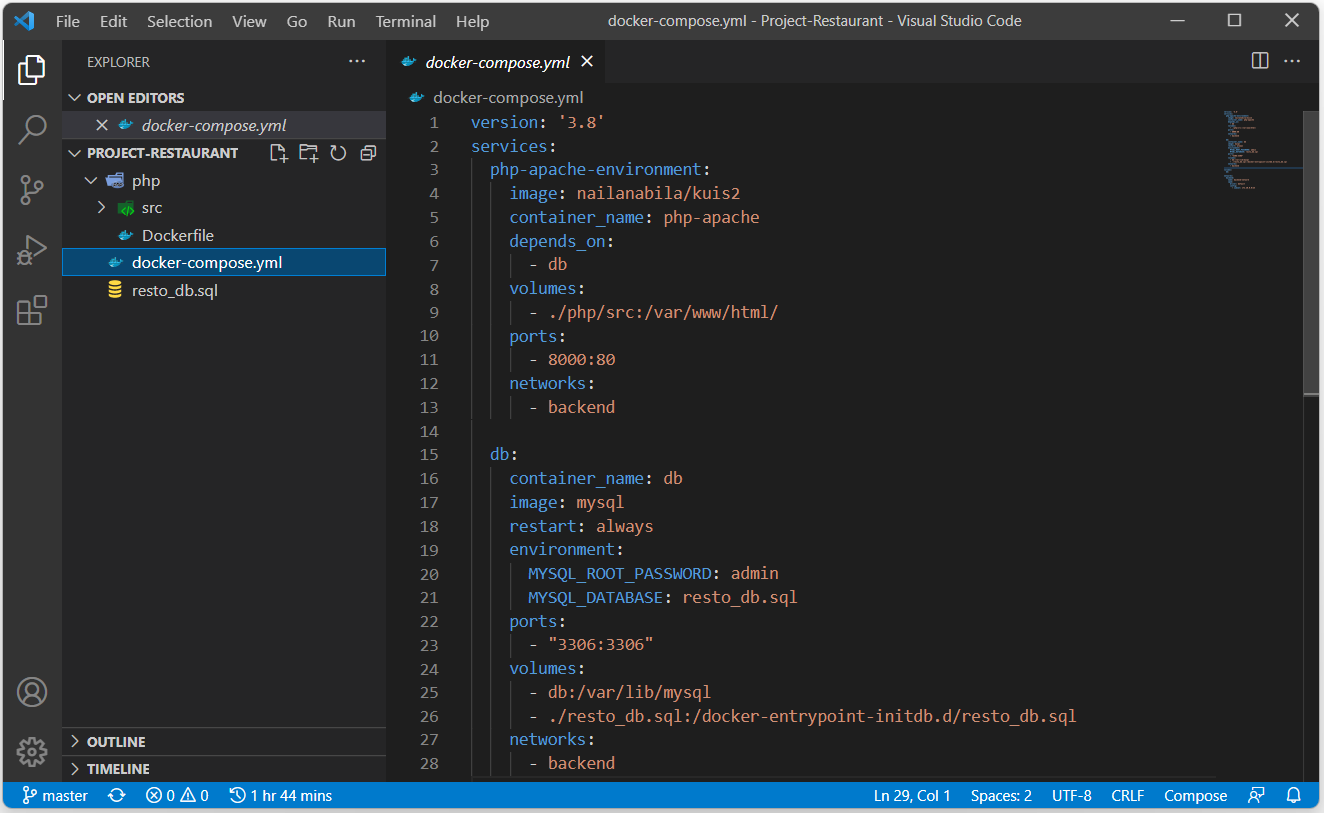 File Edit Selection View Go Run Terminal Help docker-compose.yml - Project-Restaurant - Visual Studio Code
EXPLORER
OPEN EDITORS
docker-compose.yml
PROJECT-RESTAURANT
php
src
Dockerfile
docker-compose.yml
resto_db.sql
OUTLINE
TIMELINE
docker-compose.yml
docker-compose.yml
1 version: '3.8'
2 services:
3   php-apache-environment:
4     image: nailanabila/kuis2
5     container_name: php-apache
6     depends_on:
7       - db
8     volumes:
9       - ./php/src:/var/www/html/
10     ports:
11       - 8000:80
12     networks:
13       - backend
14
15   db:
16     container_name: db
17     image: mysql
18     restart: always
19     environment:
20       MYSQL_ROOT_PASSWORD: admin
21       MYSQL_DATABASE: resto_db.sql
22     ports:
23       - "3306:3306"
24     volumes:
25       - db:/var/lib/mysql
26       - ./resto_db.sql:/docker-entrypoint-initdb.d/resto_db.sql
27     networks:
28       - backend
master 0 0 1 hr 44 mins Ln 29, Col 1 Spaces: 2 UTF-8 CRLF Compose